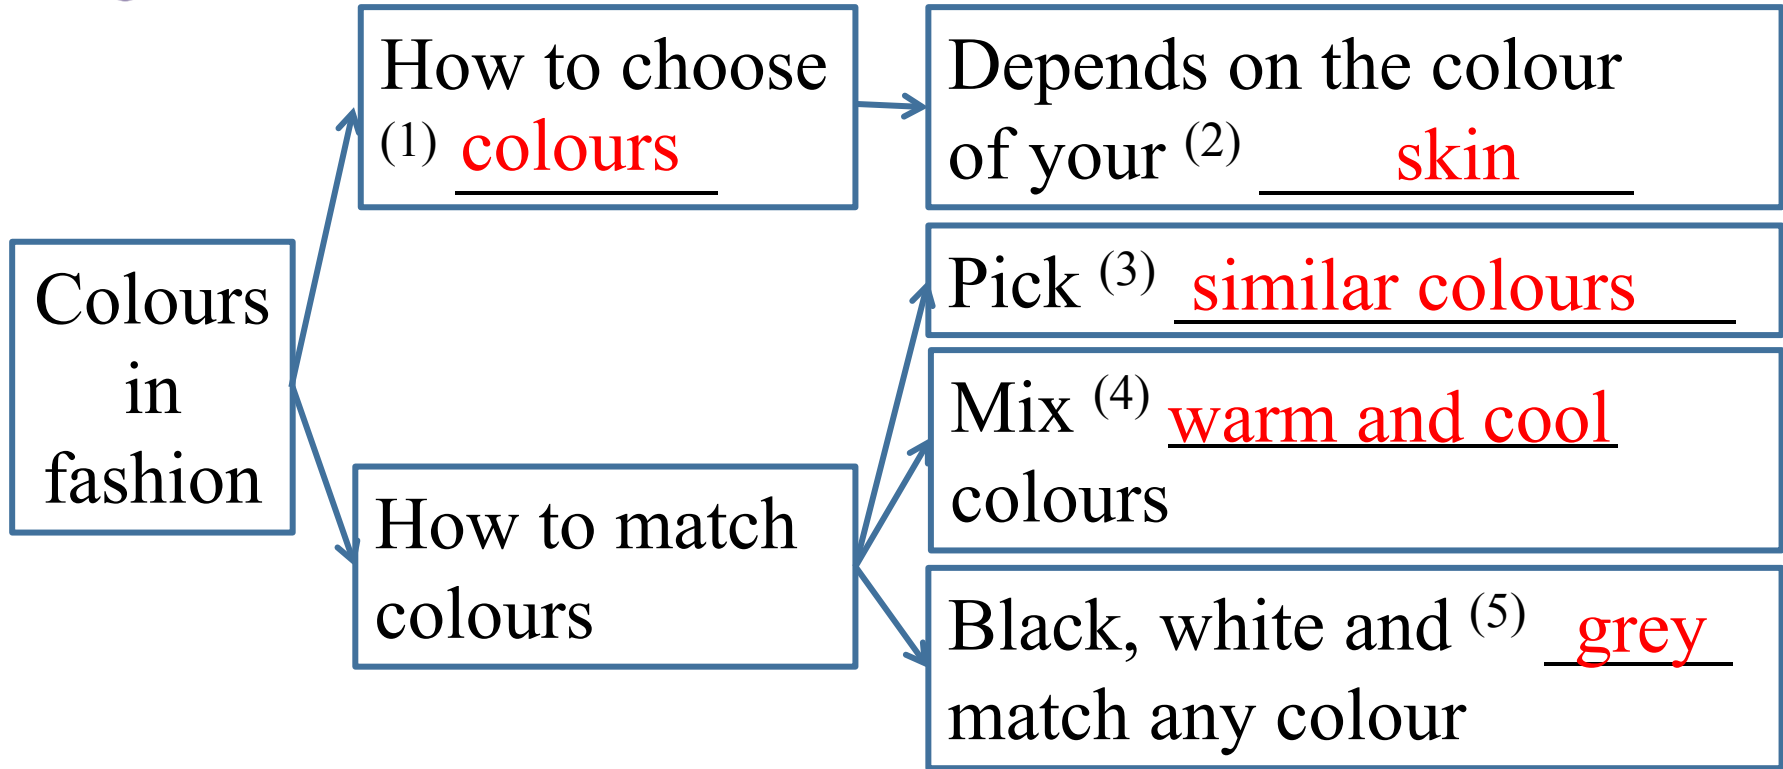 Colours
in
fashion
How to choose
(1) colours
Depends on the colour
of your (2) skin
How to match
colours
Pick (3) similar colours
Mix (4) warm and cool
colours
Black, white and (5) grey
match any colour